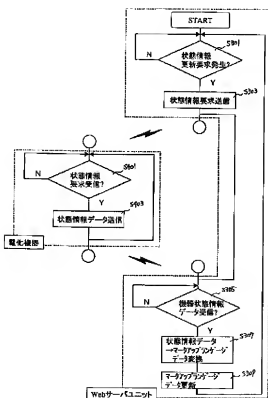 START
S301
状態情報
更新要求発生?
N
Y
S303
状態情報要求送信
S401
状態情報
要求受信?
N
Y
S403
状態情報データ送信
電化機器
S305
機器状態情報
データ受信?
N
Y
S307
状態情報データ
→マークアップランゲージ
データ変換
S309
マークアップランゲージ
データ更新
Webサーバユニット